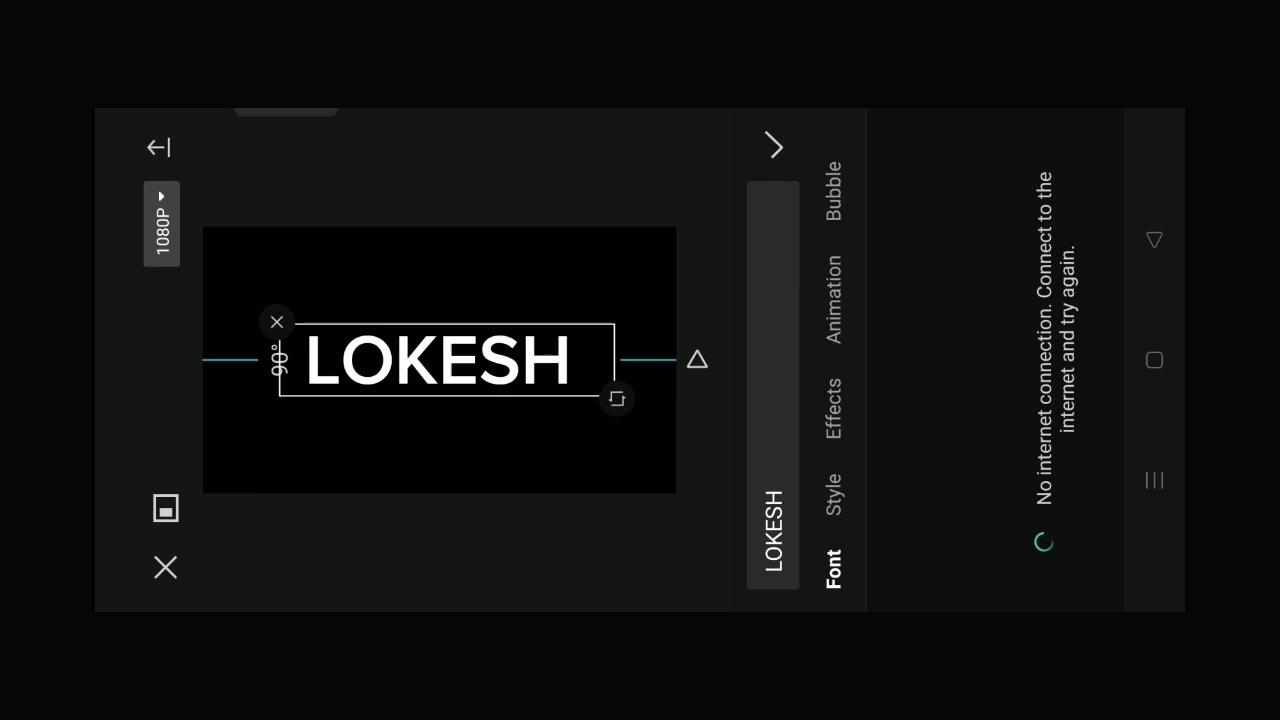 1080P
90°
LOKESH
LOKESH
Font Style Effects Animation Bubble
No internet connection. Connect to the
internet and try again.